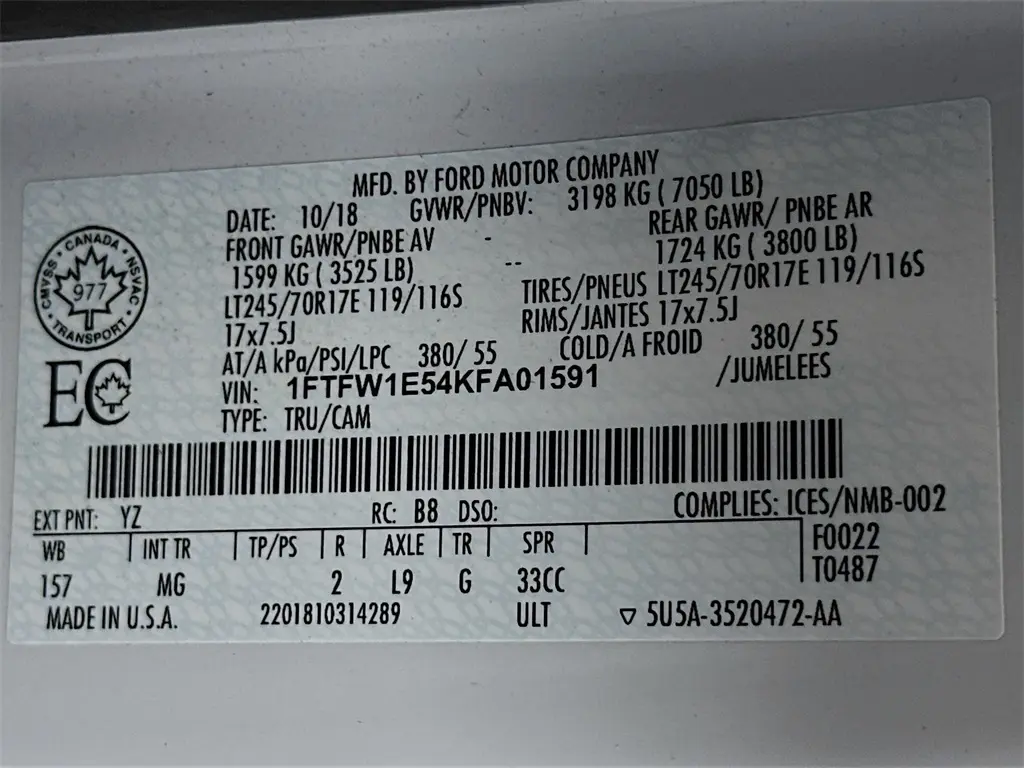 MFD. BY FORD MOTOR COMPANY
DATE: 10/18 GVWR/PNBV: 3198 KG ( 7050 LB)
FRONT GAWR/PNBE AV - REAR GAWR/ PNBE AR
1599 KG ( 3525 LB) -- 1724 KG ( 3800 LB)
LT245/70R17E 119/116S TIRES/PNEUS LT245/70R17E 119/116S
17x7.5J RIMS/JANTES 17x7.5J
AT/A kPa/PSI/LPC 380/ 55 COLD/A FROID 380/ 55
VIN: 1FTFW1E54KFA01591 /JUMELEES
TYPE: TRU/CAM
CMVSS · CANADA · NSVAC · TRANSPORT ·
977
EC
EXT PNT: YZ RC: B8 DSO: COMPLIES: ICES/NMB-002
WB INT TR TP/PS R AXLE TR SPR F0022
157 MG 2 L9 G 33CC T0487
MADE IN U.S.A. 2201810314289 ULT ▽ 5U5A-3520472-AA